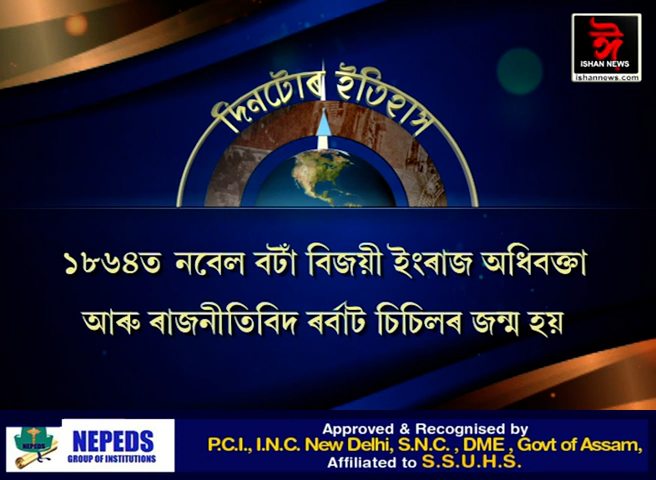 ঈ
ISHAN NEWS
ishannews.com
দিনটোৰ ইতিহাস
১৮৬৪ত নবেল বটাঁ বিজয়ী ইংৰাজ অধিবক্তা
আৰু ৰাজনীতিবিদ ৰৰ্বাট চিচিলৰ জন্ম হয়
NEPEDS
GROUP OF INSTITUTIONS
Approved & Recognised by
P.C.I., I.N.C. New Delhi, S.N.C. , DME , Govt of Assam,
Affiliated to S.S.U.H.S.